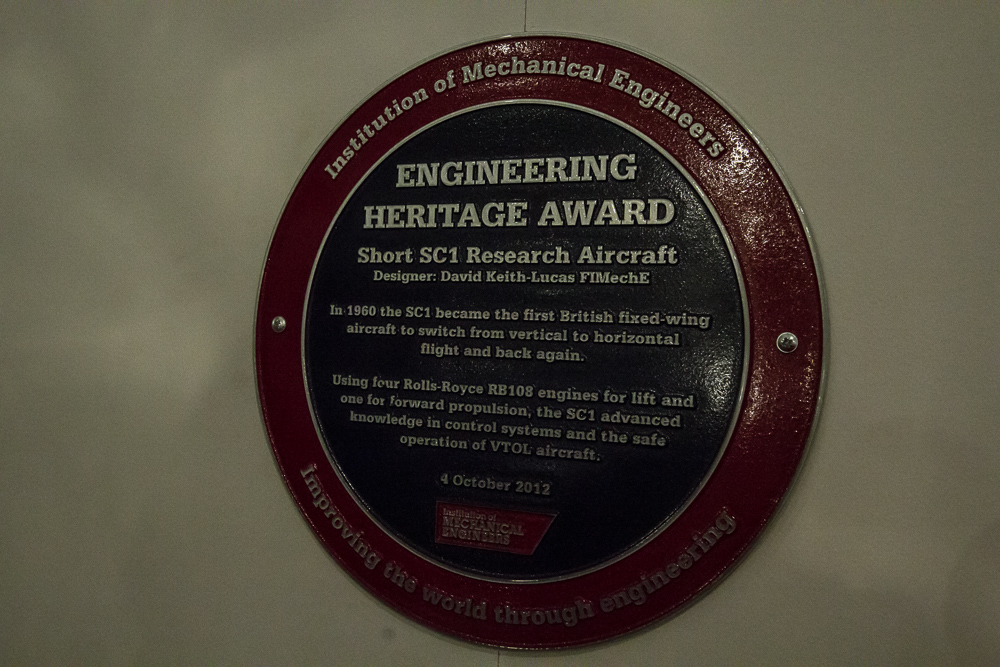 Institution of Mechanical Engineers
ENGINEERING
HERITAGE AWARD
Short SC1 Research Aircraft
Designer: David Keith-Lucas FIMechE
In 1960 the SC1 became the first British fixed-wing
aircraft to switch from vertical to horizontal
flight and back again.
Using four Rolls-Royce RB108 engines for lift and
one for forward propulsion, the SC1 advanced
knowledge in control systems and the safe
operation of VTOL aircraft.
4 October 2012
Institution of
MECHANICAL
ENGINEERS
Improving the world through engineering